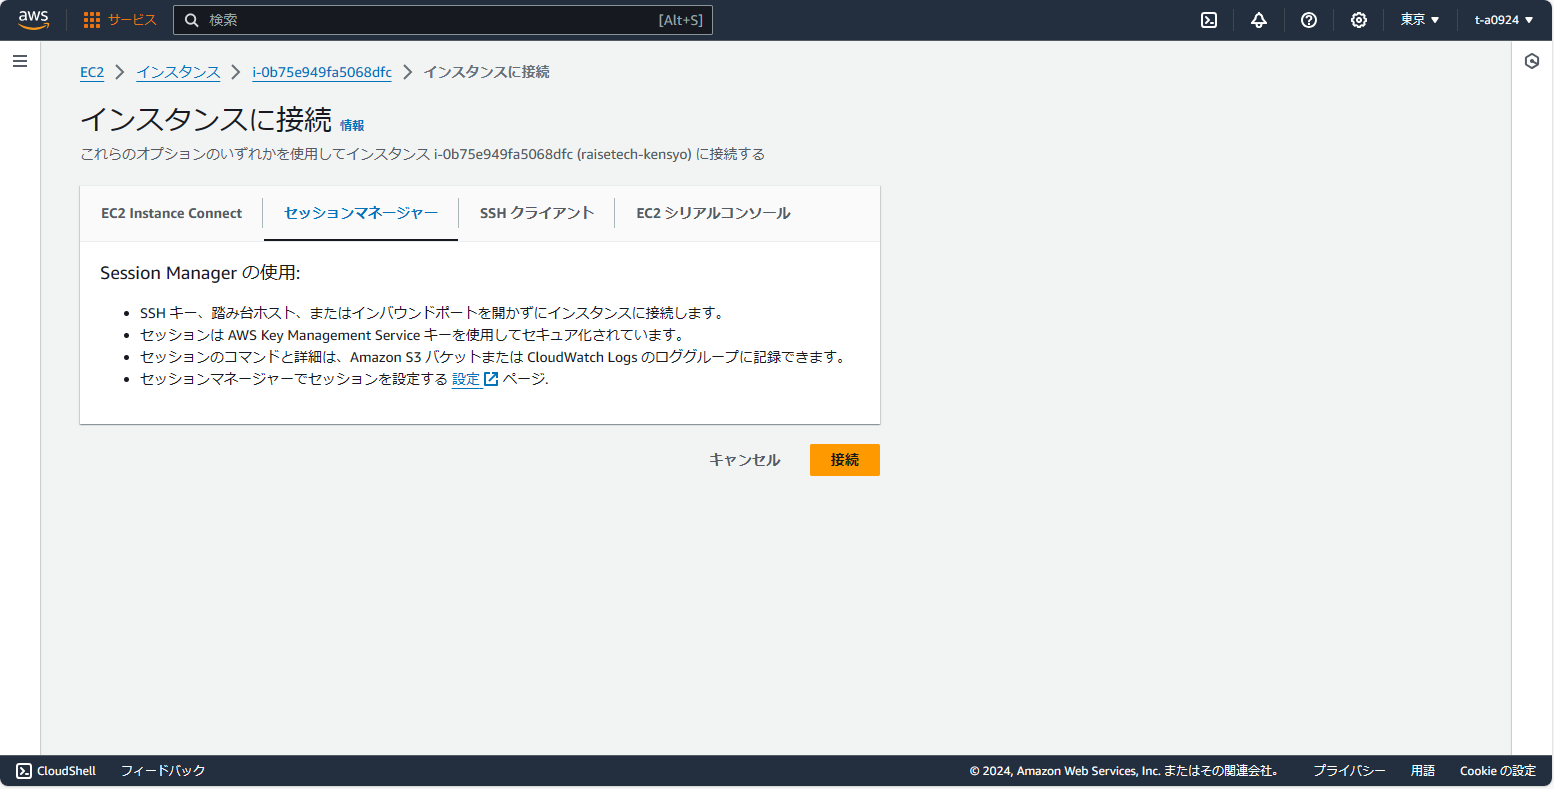 aws サービス 検索 [Alt+S] 東京 t-a0924
EC2 インスタンス i-0b75e949fa5068dfc インスタンスに接続
インスタンスに接続 情報
これらのオプションのいずれかを使用してインスタンス i-0b75e949fa5068dfc (raisetech-kensyo) に接続する
EC2 Instance Connect セッションマネージャー SSH クライアント EC2 シリアルコンソール
Session Manager の使用:
SSH キー、踏み台ホスト、またはインバウンドポートを開かずにインスタンスに接続します。
セッションは AWS Key Management Service キーを使用してセキュア化されています。
セッションのコマンドと詳細は、Amazon S3 バケットまたは CloudWatch Logs のロググループに記録できます。
セッションマネージャーでセッションを設定する 設定 ページ.
キャンセル 接続
CloudShell フィードバック © 2024, Amazon Web Services, Inc. またはその関連会社。 プライバシー 用語 Cookie の設定